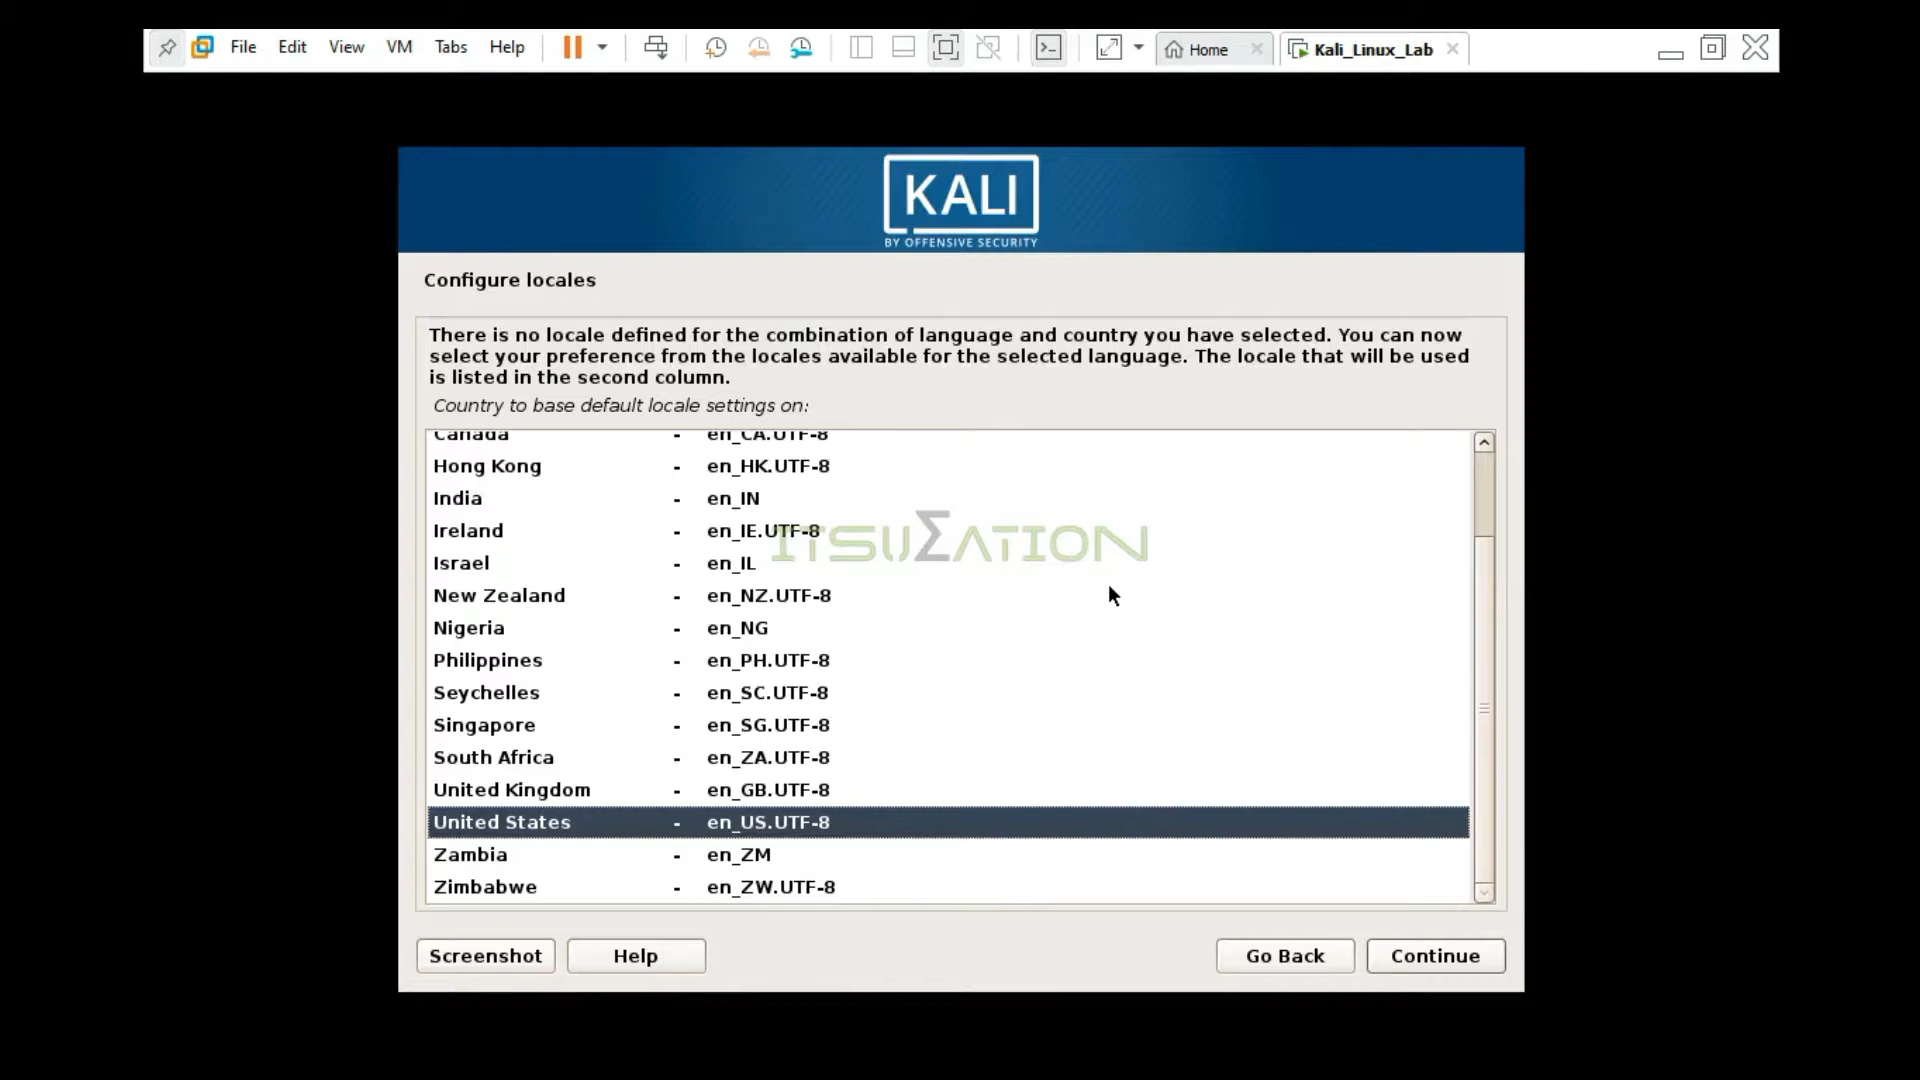 File Edit View VM Tabs Help Home Kali_Linux_Lab
KALI
BY OFFENSIVE SECURITY
Configure locales
There is no locale defined for the combination of language and country you have selected. You can now
select your preference from the locales available for the selected language. The locale that will be used
is listed in the second column.
Country to base default locale settings on:
Canada - en_CA.UTF-8
Hong Kong - en_HK.UTF-8
India - en_IN
Ireland - en_IE.UTF-8
ITSUΣATION
Israel - en_IL
New Zealand - en_NZ.UTF-8
Nigeria - en_NG
Philippines - en_PH.UTF-8
Seychelles - en_SC.UTF-8
Singapore - en_SG.UTF-8
South Africa - en_ZA.UTF-8
United Kingdom - en_GB.UTF-8
United States - en_US.UTF-8
Zambia - en_ZM
Zimbabwe - en_ZW.UTF-8
Screenshot Help Go Back Continue